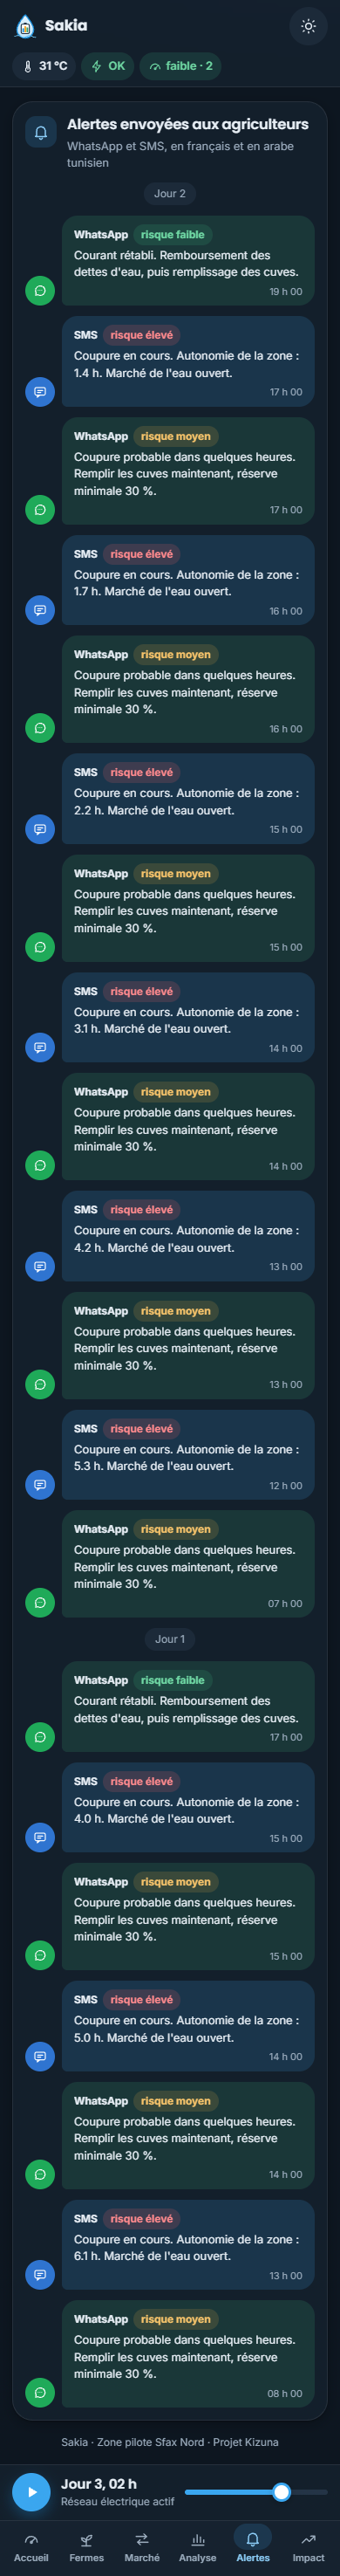 Sakia
31 °C OK faible · 2
Alertes envoyées aux agriculteurs
WhatsApp et SMS, en français et en arabe
tunisien
Jour 2
WhatsApp risque faible
Courant rétabli. Remboursement des
dettes d'eau, puis remplissage des cuves.
19 h 00
SMS risque élevé
Coupure en cours. Autonomie de la zone :
1.4 h. Marché de l'eau ouvert.
17 h 00
WhatsApp risque moyen
Coupure probable dans quelques heures.
Remplir les cuves maintenant, réserve
minimale 30 %.
17 h 00
SMS risque élevé
Coupure en cours. Autonomie de la zone :
1.7 h. Marché de l'eau ouvert.
16 h 00
WhatsApp risque moyen
Coupure probable dans quelques heures.
Remplir les cuves maintenant, réserve
minimale 30 %.
16 h 00
SMS risque élevé
Coupure en cours. Autonomie de la zone :
2.2 h. Marché de l'eau ouvert.
15 h 00
WhatsApp risque moyen
Coupure probable dans quelques heures.
Remplir les cuves maintenant, réserve
minimale 30 %.
15 h 00
SMS risque élevé
Coupure en cours. Autonomie de la zone :
3.1 h. Marché de l'eau ouvert.
14 h 00
WhatsApp risque moyen
Coupure probable dans quelques heures.
Remplir les cuves maintenant, réserve
minimale 30 %.
14 h 00
SMS risque élevé
Coupure en cours. Autonomie de la zone :
4.2 h. Marché de l'eau ouvert.
13 h 00
WhatsApp risque moyen
Coupure probable dans quelques heures.
Remplir les cuves maintenant, réserve
minimale 30 %.
13 h 00
SMS risque élevé
Coupure en cours. Autonomie de la zone :
5.3 h. Marché de l'eau ouvert.
12 h 00
WhatsApp risque moyen
Coupure probable dans quelques heures.
Remplir les cuves maintenant, réserve
minimale 30 %.
07 h 00
Jour 1
WhatsApp risque faible
Courant rétabli. Remboursement des
dettes d'eau, puis remplissage des cuves.
17 h 00
SMS risque élevé
Coupure en cours. Autonomie de la zone :
4.0 h. Marché de l'eau ouvert.
15 h 00
WhatsApp risque moyen
Coupure probable dans quelques heures.
Remplir les cuves maintenant, réserve
minimale 30 %.
15 h 00
SMS risque élevé
Coupure en cours. Autonomie de la zone :
5.0 h. Marché de l'eau ouvert.
14 h 00
WhatsApp risque moyen
Coupure probable dans quelques heures.
Remplir les cuves maintenant, réserve
minimale 30 %.
14 h 00
SMS risque élevé
Coupure en cours. Autonomie de la zone :
6.1 h. Marché de l'eau ouvert.
13 h 00
WhatsApp risque moyen
Coupure probable dans quelques heures.
Remplir les cuves maintenant, réserve
minimale 30 %.
08 h 00
Sakia · Zone pilote Sfax Nord · Projet Kizuna
Jour 3, 02 h
Réseau électrique actif
Accueil Fermes Marché Analyse Alertes Impact